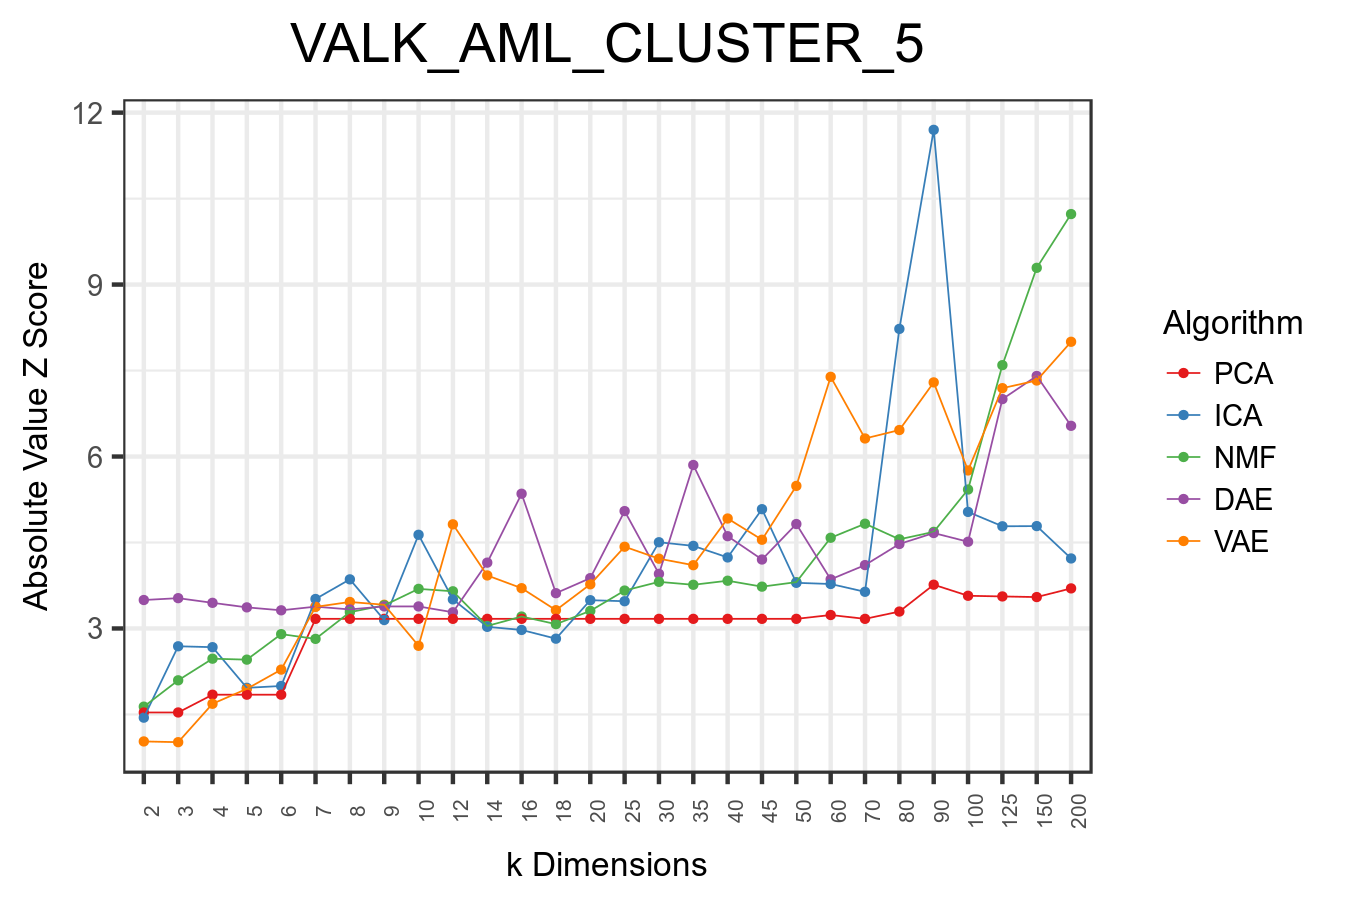 VALK_AML_CLUSTER_5
Absolute Value Z Score
12
9
6
3
2 3 4 5 6 7 8 9 10 12 14 16 18 20 25 30 35 40 45 50 60 70 80 90 100 125 150 200
k Dimensions
Algorithm
PCA
ICA
NMF
DAE
VAE